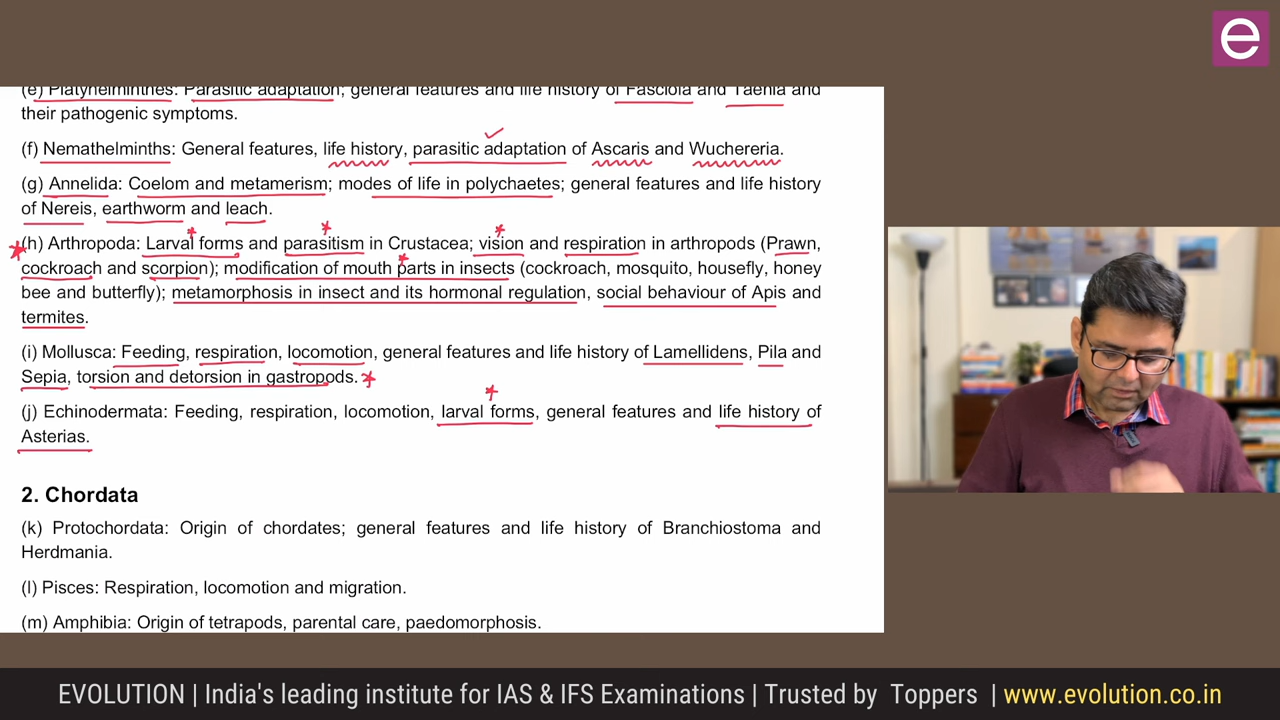 e
(e) Platyhelminthes: Parasitic adaptation; general features and life history of Fasciola and Taenia and
their pathogenic symptoms.
(f) Nemathelminths: General features, life history, parasitic adaptation of Ascaris and Wuchereria.
(g) Annelida: Coelom and metamerism; modes of life in polychaetes; general features and life history
of Nereis, earthworm and leach.
(h) Arthropoda: Larval forms and parasitism in Crustacea; vision and respiration in arthropods (Prawn,
cockroach and scorpion); modification of mouth parts in insects (cockroach, mosquito, housefly, honey
bee and butterfly); metamorphosis in insect and its hormonal regulation, social behaviour of Apis and
termites.
(i) Mollusca: Feeding, respiration, locomotion, general features and life history of Lamellidens, Pila and
Sepia, torsion and detorsion in gastropods.
(j) Echinodermata: Feeding, respiration, locomotion, larval forms, general features and life history of
Asterias.
2. Chordata
(k) Protochordata: Origin of chordates; general features and life history of Branchiostoma and
Herdmania.
(l) Pisces: Respiration, locomotion and migration.
(m) Amphibia: Origin of tetrapods, parental care, paedomorphosis.
EVOLUTION | India's leading institute for IAS & IFS Examinations | Trusted by Toppers | www.evolution.co.in